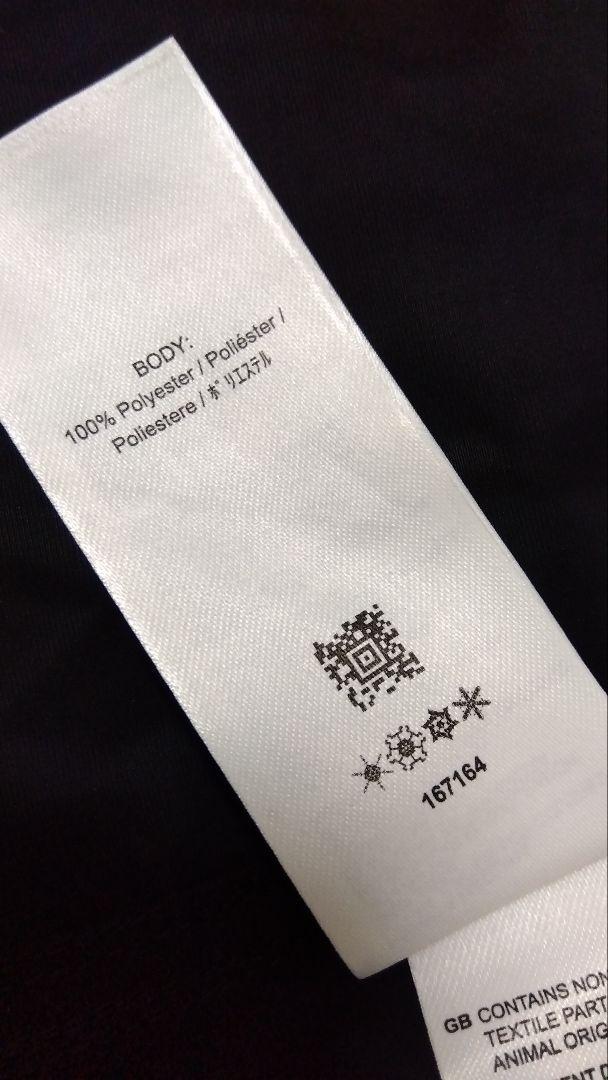 BODY:
100% Polyester / Poliéster /
Poliestere / ポリエステル
167164
GB CONTAINS NON
TEXTILE PART
ANIMAL ORIG